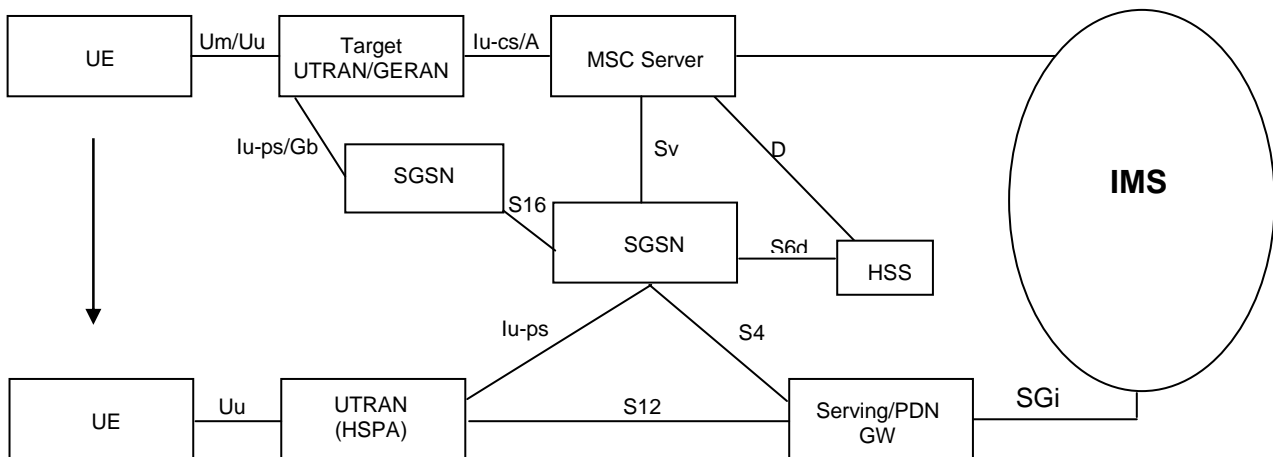 UE
Um/Uu
Target
UTRAN/GERAN
Iu-cs/A
MSC Server
Iu-ps/Gb
SGSN
S16
Sv
D
IMS
SGSN
S6d
HSS
Iu-ps
S4
UE
Uu
UTRAN
(HSPA)
S12
Serving/PDN
GW
SGi